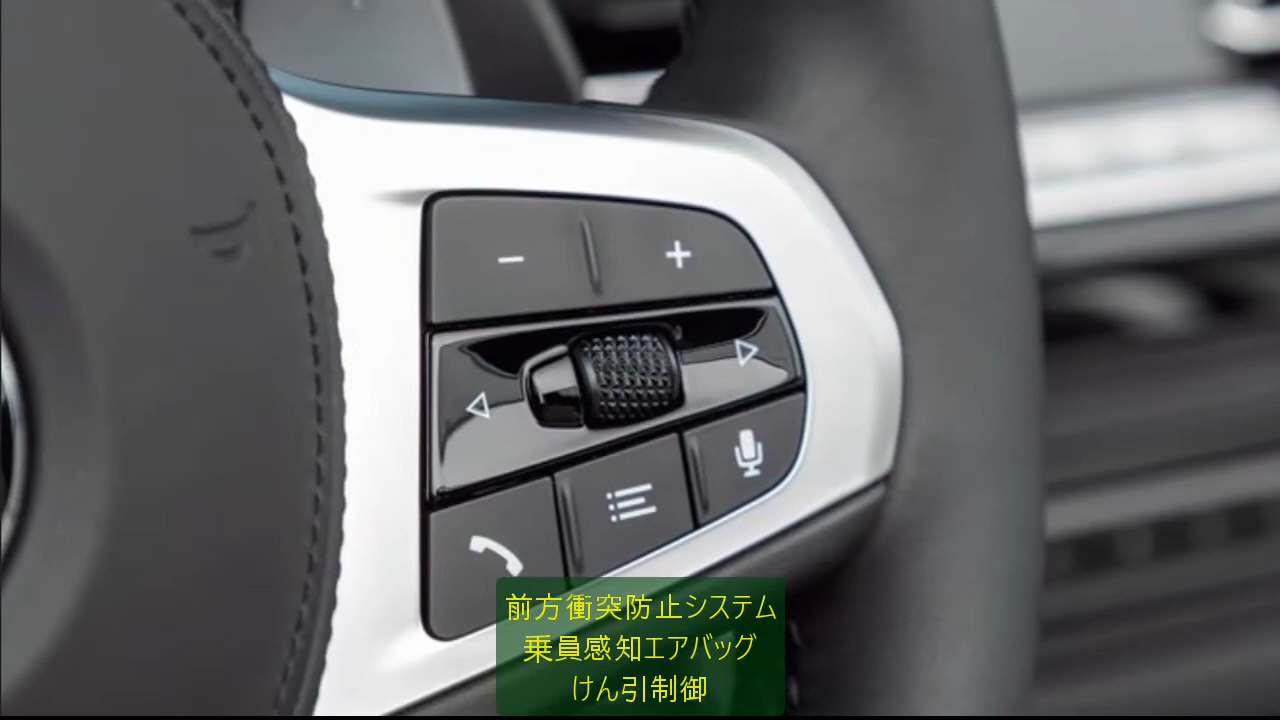 − +
前方衝突防止システム
乗員感知エアバッグ
けん引制御